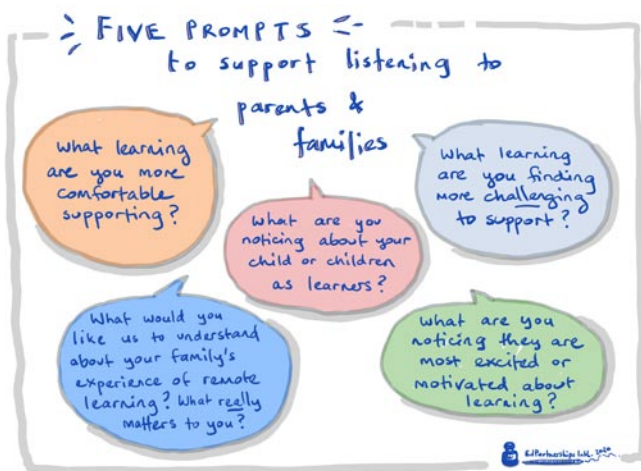 FIVE PROMPTS
to support listening to
parents &
families
What learning
are you more
comfortable
supporting?
What learning
are you finding
more challenging
to support?
What are you
noticing about your
child or children
as learners?
What would you
like us to understand
about your family's
experience of remote
learning? What really
matters to you?
What are you
noticing they are
most excited or
motivated about
learning?
EdPartnerships Intl. 2020